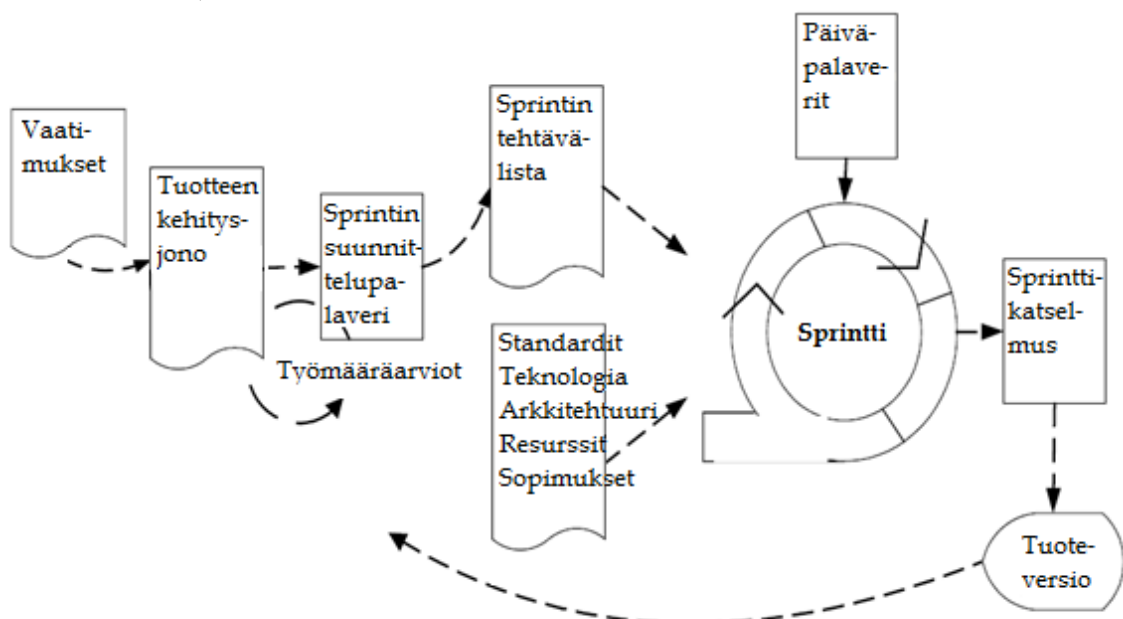 Vaati-
mukset
Tuotteen
kehitys-
jono
Sprintin
suunnit-
telupa-
laveri
Työmääräarviot
Sprintin
tehtävä-
lista
Standardit
Teknologia
Arkkitehtuuri
Resurssit
Sopimukset
Päivä-
palave-
rit
Sprintti
Sprintti-
katsel-
mus
Tuote-
versio